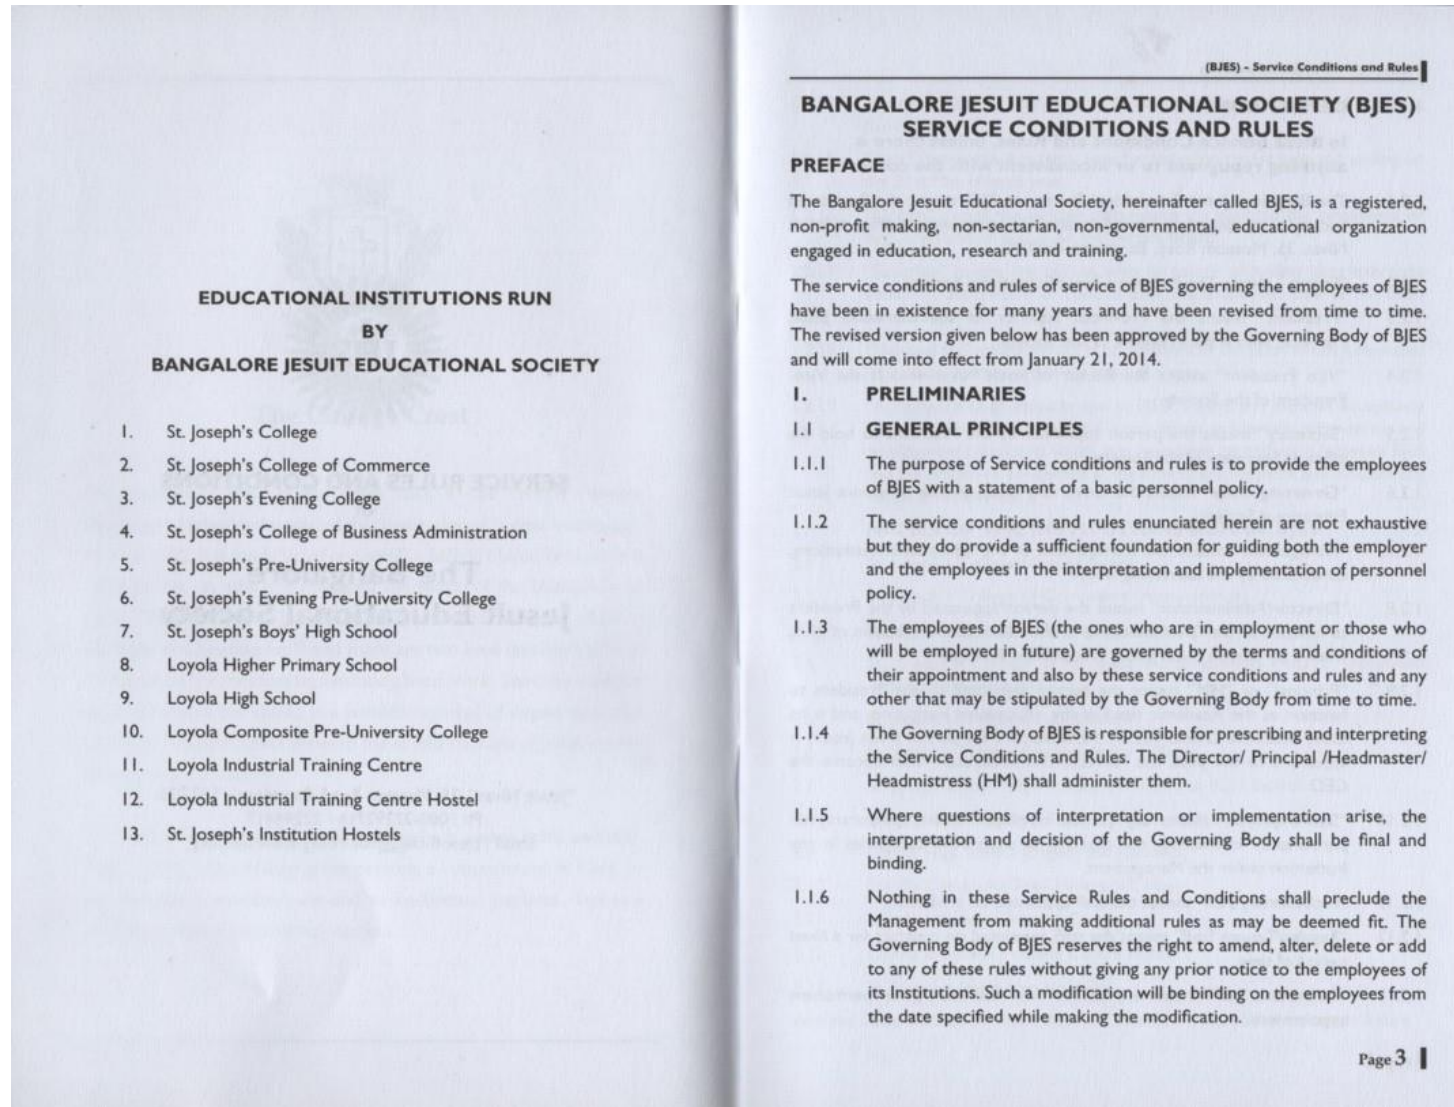 EDUCATIONAL INSTITUTIONS RUN
BY
BANGALORE JESUIT EDUCATIONAL SOCIETY
1. St. Joseph's College
2. St. Joseph's College of Commerce
3. St. Joseph's Evening College
4. St. Joseph's College of Business Administration
5. St. Joseph's Pre-University College
6. St. Joseph's Evening Pre-University College
7. St. Joseph's Boys' High School
8. Loyola Higher Primary School
9. Loyola High School
10. Loyola Composite Pre-University College
11. Loyola Industrial Training Centre
12. Loyola Industrial Training Centre Hostel
13. St. Joseph's Institution Hostels
(BJES) - Service Conditions and Rules
BANGALORE JESUIT EDUCATIONAL SOCIETY (BJES)
SERVICE CONDITIONS AND RULES
PREFACE
The Bangalore Jesuit Educational Society, hereinafter called BJES, is a registered,
non-profit making, non-sectarian, non-governmental, educational organization
engaged in education, research and training.
The service conditions and rules of service of BJES governing the employees of BJES
have been in existence for many years and have been revised from time to time.
The revised version given below has been approved by the Governing Body of BJES
and will come into effect from January 21, 2014.
1. PRELIMINARIES
1.1 GENERAL PRINCIPLES
1.1.1 The purpose of Service conditions and rules is to provide the employees
of BJES with a statement of a basic personnel policy.
1.1.2 The service conditions and rules enunciated herein are not exhaustive
but they do provide a sufficient foundation for guiding both the employer
and the employees in the interpretation and implementation of personnel
policy.
1.1.3 The employees of BJES (the ones who are in employment or those who
will be employed in future) are governed by the terms and conditions of
their appointment and also by these service conditions and rules and any
other that may be stipulated by the Governing Body from time to time.
1.1.4 The Governing Body of BJES is responsible for prescribing and interpreting
the Service Conditions and Rules. The Director/ Principal /Headmaster/
Headmistress (HM) shall administer them.
1.1.5 Where questions of interpretation or implementation arise, the
interpretation and decision of the Governing Body shall be final and
binding.
1.1.6 Nothing in these Service Rules and Conditions shall preclude the
Management from making additional rules as may be deemed fit. The
Governing Body of BJES reserves the right to amend, alter, delete or add
to any of these rules without giving any prior notice to the employees of
its Institutions. Such a modification will be binding on the employees from
the date specified while making the modification.
Page 3